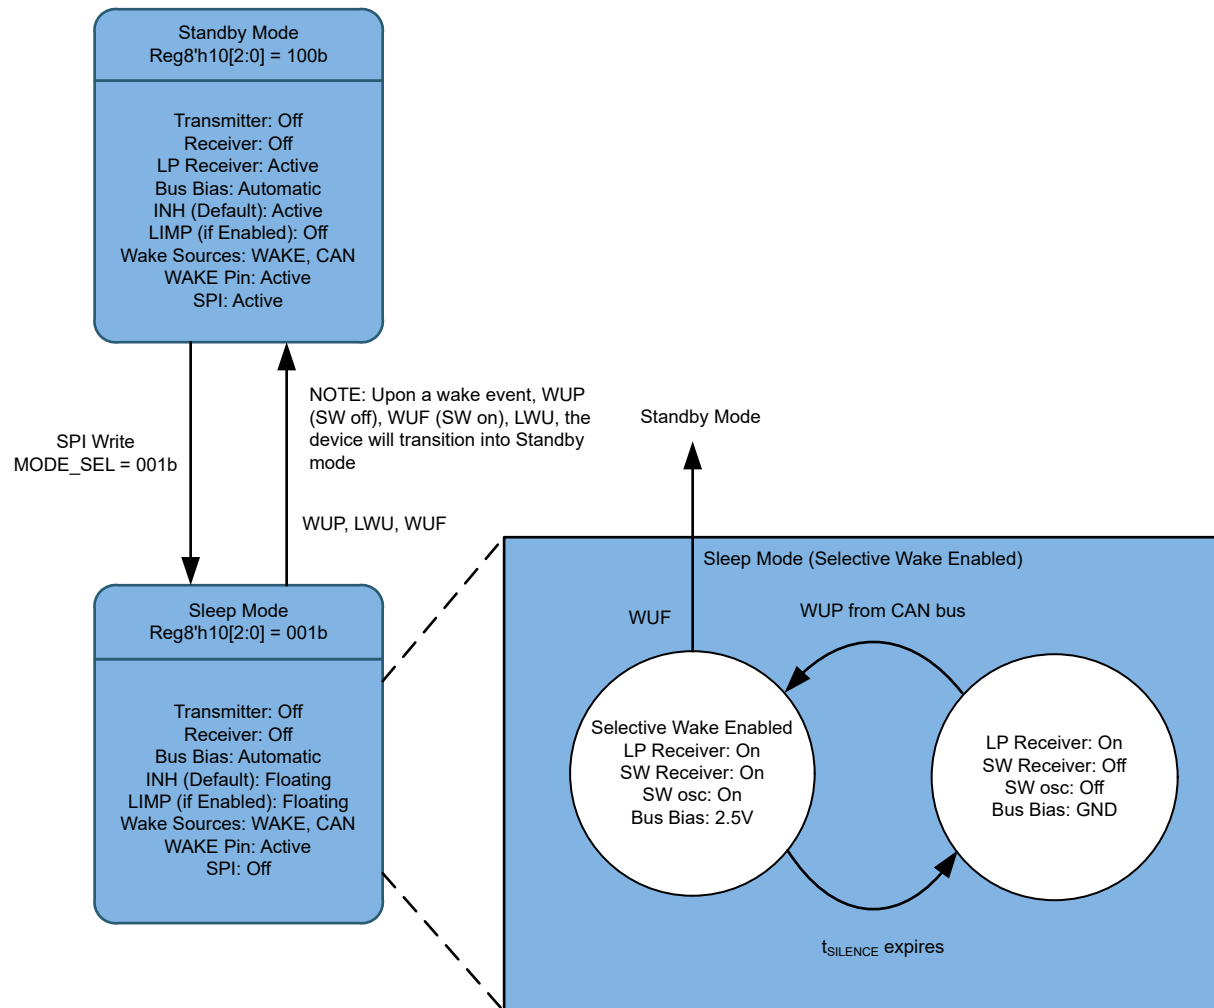 Standby Mode
Reg8'h10[2:0] = 100b
Transmitter: Off
Receiver: Off
LP Receiver: Active
Bus Bias: Automatic
INH (Default): Active
LIMP (if Enabled): Off
Wake Sources: WAKE, CAN
WAKE Pin: Active
SPI: Active
SPI Write
MODE_SEL = 001b
NOTE: Upon a wake event, WUP
(SW off), WUF (SW on), LWU, the
device will transition into Standby
mode
WUP, LWU, WUF
Sleep Mode
Reg8'h10[2:0] = 001b
Transmitter: Off
Receiver: Off
Bus Bias: Automatic
INH (Default): Floating
LIMP (if Enabled): Floating
Wake Sources: WAKE, CAN
WAKE Pin: Active
SPI: Off
Standby Mode
Sleep Mode (Selective Wake Enabled)
WUF
WUP from CAN bus
Selective Wake Enabled
LP Receiver: On
SW Receiver: On
SW osc: On
Bus Bias: 2.5V
LP Receiver: On
SW Receiver: Off
SW osc: Off
Bus Bias: GND
tSILENCE expires